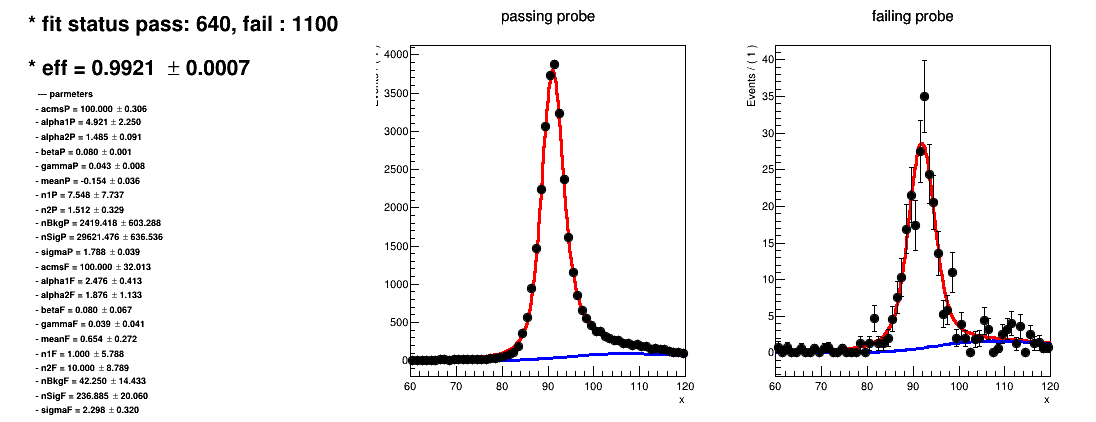 * fit status pass: 640, fail : 1100
* eff = 0.9921 ± 0.0007
--- parmeters
- acmsP = 100.000 ± 0.306
- alpha1P = 4.921 ± 2.250
- alpha2P = 1.485 ± 0.091
- betaP = 0.080 ± 0.001
- gammaP = 0.043 ± 0.008
- meanP = -0.154 ± 0.036
- n1P = 7.548 ± 7.737
- n2P = 1.512 ± 0.329
- nBkgP = 2419.418 ± 603.288
- nSigP = 29621.476 ± 636.536
- sigmaP = 1.788 ± 0.039
- acmsF = 100.000 ± 32.013
- alpha1F = 2.476 ± 0.413
- alpha2F = 1.876 ± 1.133
- betaF = 0.080 ± 0.067
- gammaF = 0.039 ± 0.041
- meanF = 0.654 ± 0.272
- n1F = 1.000 ± 5.788
- n2F = 10.000 ± 8.789
- nBkgF = 42.250 ± 14.433
- nSigF = 236.885 ± 20.060
- sigmaF = 2.298 ± 0.320
passing probe
4000
3500
3000
2500
2000
1500
1000
500
0
60 70 80 90 100 110 120
x
failing probe
Events / ( 1 )
40
35
30
25
20
15
10
5
0
60 70 80 90 100 110 120
x